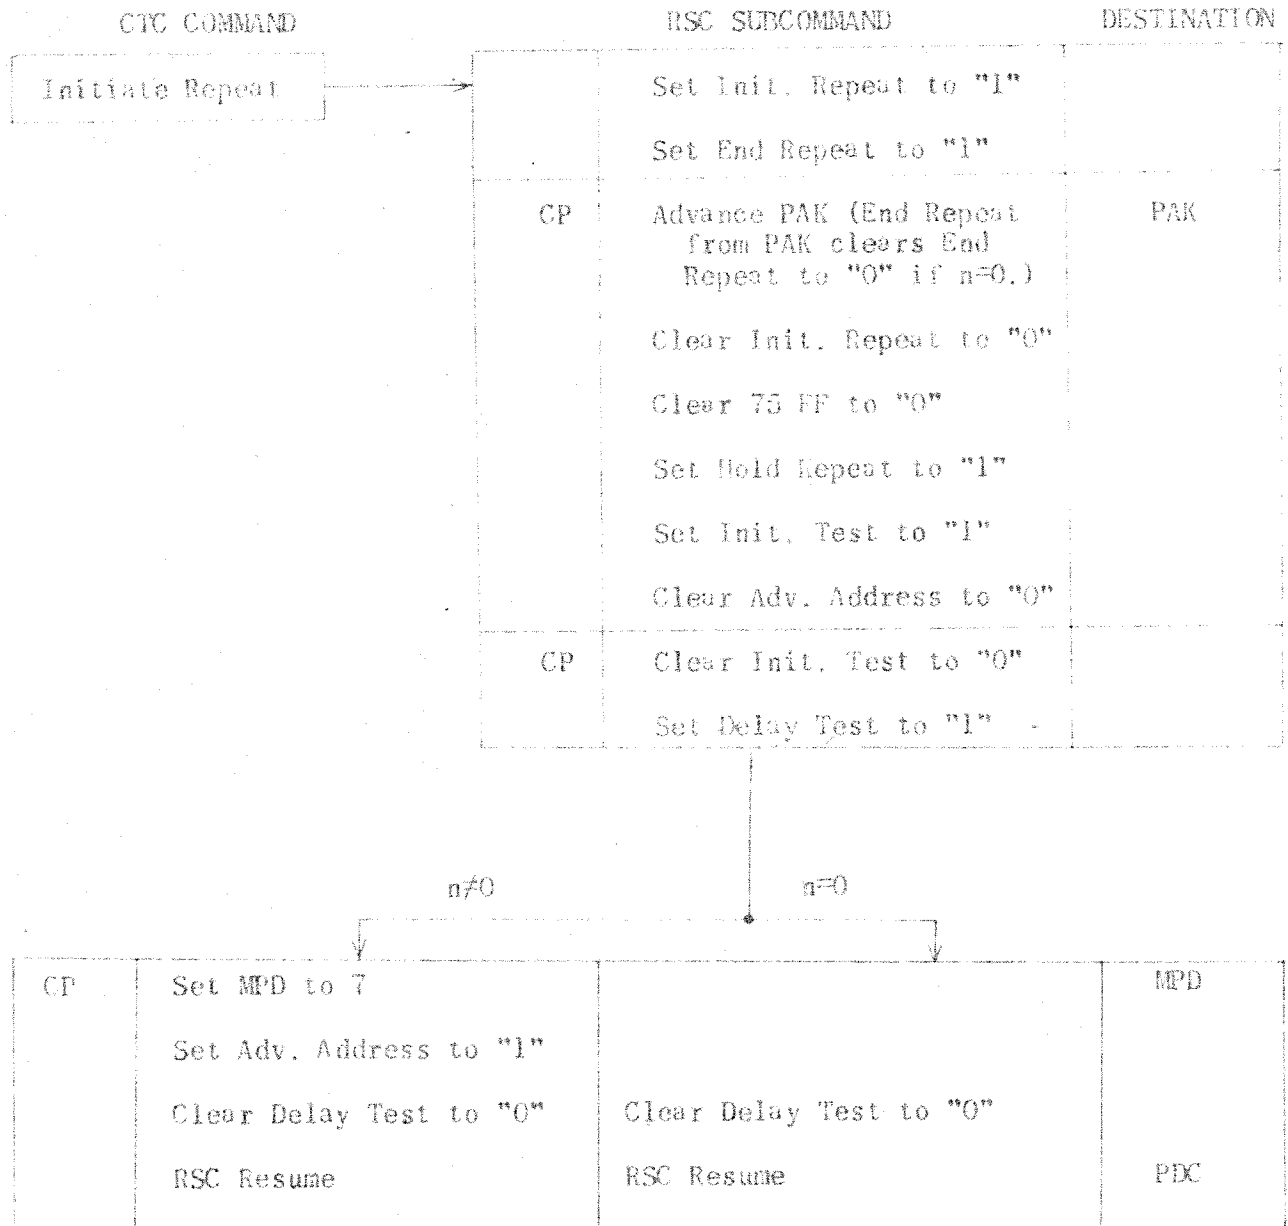 CTC COMMAND RSC SUBCOMMAND DESTINATION
Initiate Repeat Set Init. Repeat to "1"
Set End Repeat to "1"
CP Advance PAK (End Repeat PAK
from PAK clears End
Repeat to "0" if n=0.)
Clear Init. Repeat to "0"
Clear 75 FF to "0"
Set Hold Repeat to "1"
Set Init. Test to "1"
Clear Adv. Address to "0"
CP Clear Init. Test to "0"
Set Delay Test to "1"
n≠0 n=0
CP Set MPD to 7 MPD
Set Adv. Address to "1"
Clear Delay Test to "0" Clear Delay Test to "0"
RSC Resume RSC Resume PDC